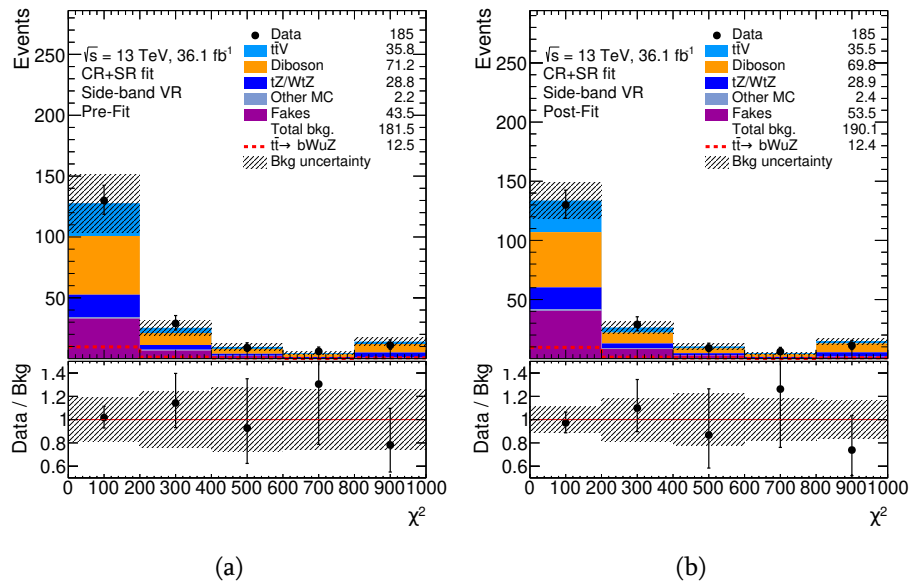 Events
√s = 13 TeV, 36.1 fb⁻¹
CR+SR fit
Side-band VR
Pre-Fit
Data 185
tt̄V 35.8
Diboson 71.2
tZ/WtZ 28.8
Other MC 2.2
Fakes 43.5
Total bkg. 181.5
tt̄→ bWuZ 12.5
Bkg uncertainty
250
200
150
100
50
Data / Bkg
1.4
1.2
1
0.8
0.6
0 100 200 300 400 500 600 700 800 900 1000
χ²
(a)
Events
√s = 13 TeV, 36.1 fb⁻¹
CR+SR fit
Side-band VR
Post-Fit
Data 185
tt̄V 35.5
Diboson 69.8
tZ/WtZ 28.9
Other MC 2.4
Fakes 53.5
Total bkg. 190.1
tt̄→ bWuZ 12.4
Bkg uncertainty
250
200
150
100
50
Data / Bkg
1.4
1.2
1
0.8
0.6
0 100 200 300 400 500 600 700 800 900 1000
χ²
(b)